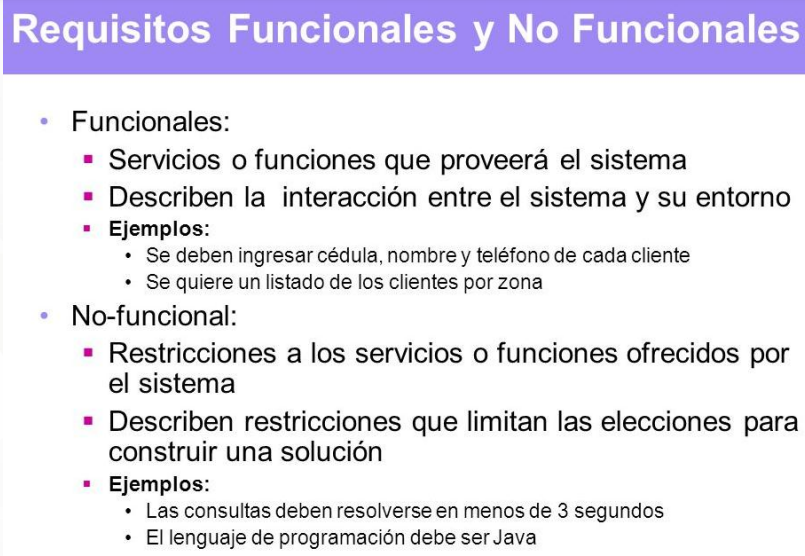 Requisitos Funcionales y No Funcionales
• Funcionales:
▪ Servicios o funciones que proveerá el sistema
▪ Describen la interacción entre el sistema y su entorno
▪ Ejemplos:
• Se deben ingresar cédula, nombre y teléfono de cada cliente
• Se quiere un listado de los clientes por zona
• No-funcional:
▪ Restricciones a los servicios o funciones ofrecidos por
el sistema
▪ Describen restricciones que limitan las elecciones para
construir una solución
▪ Ejemplos:
• Las consultas deben resolverse en menos de 3 segundos
• El lenguaje de programación debe ser Java